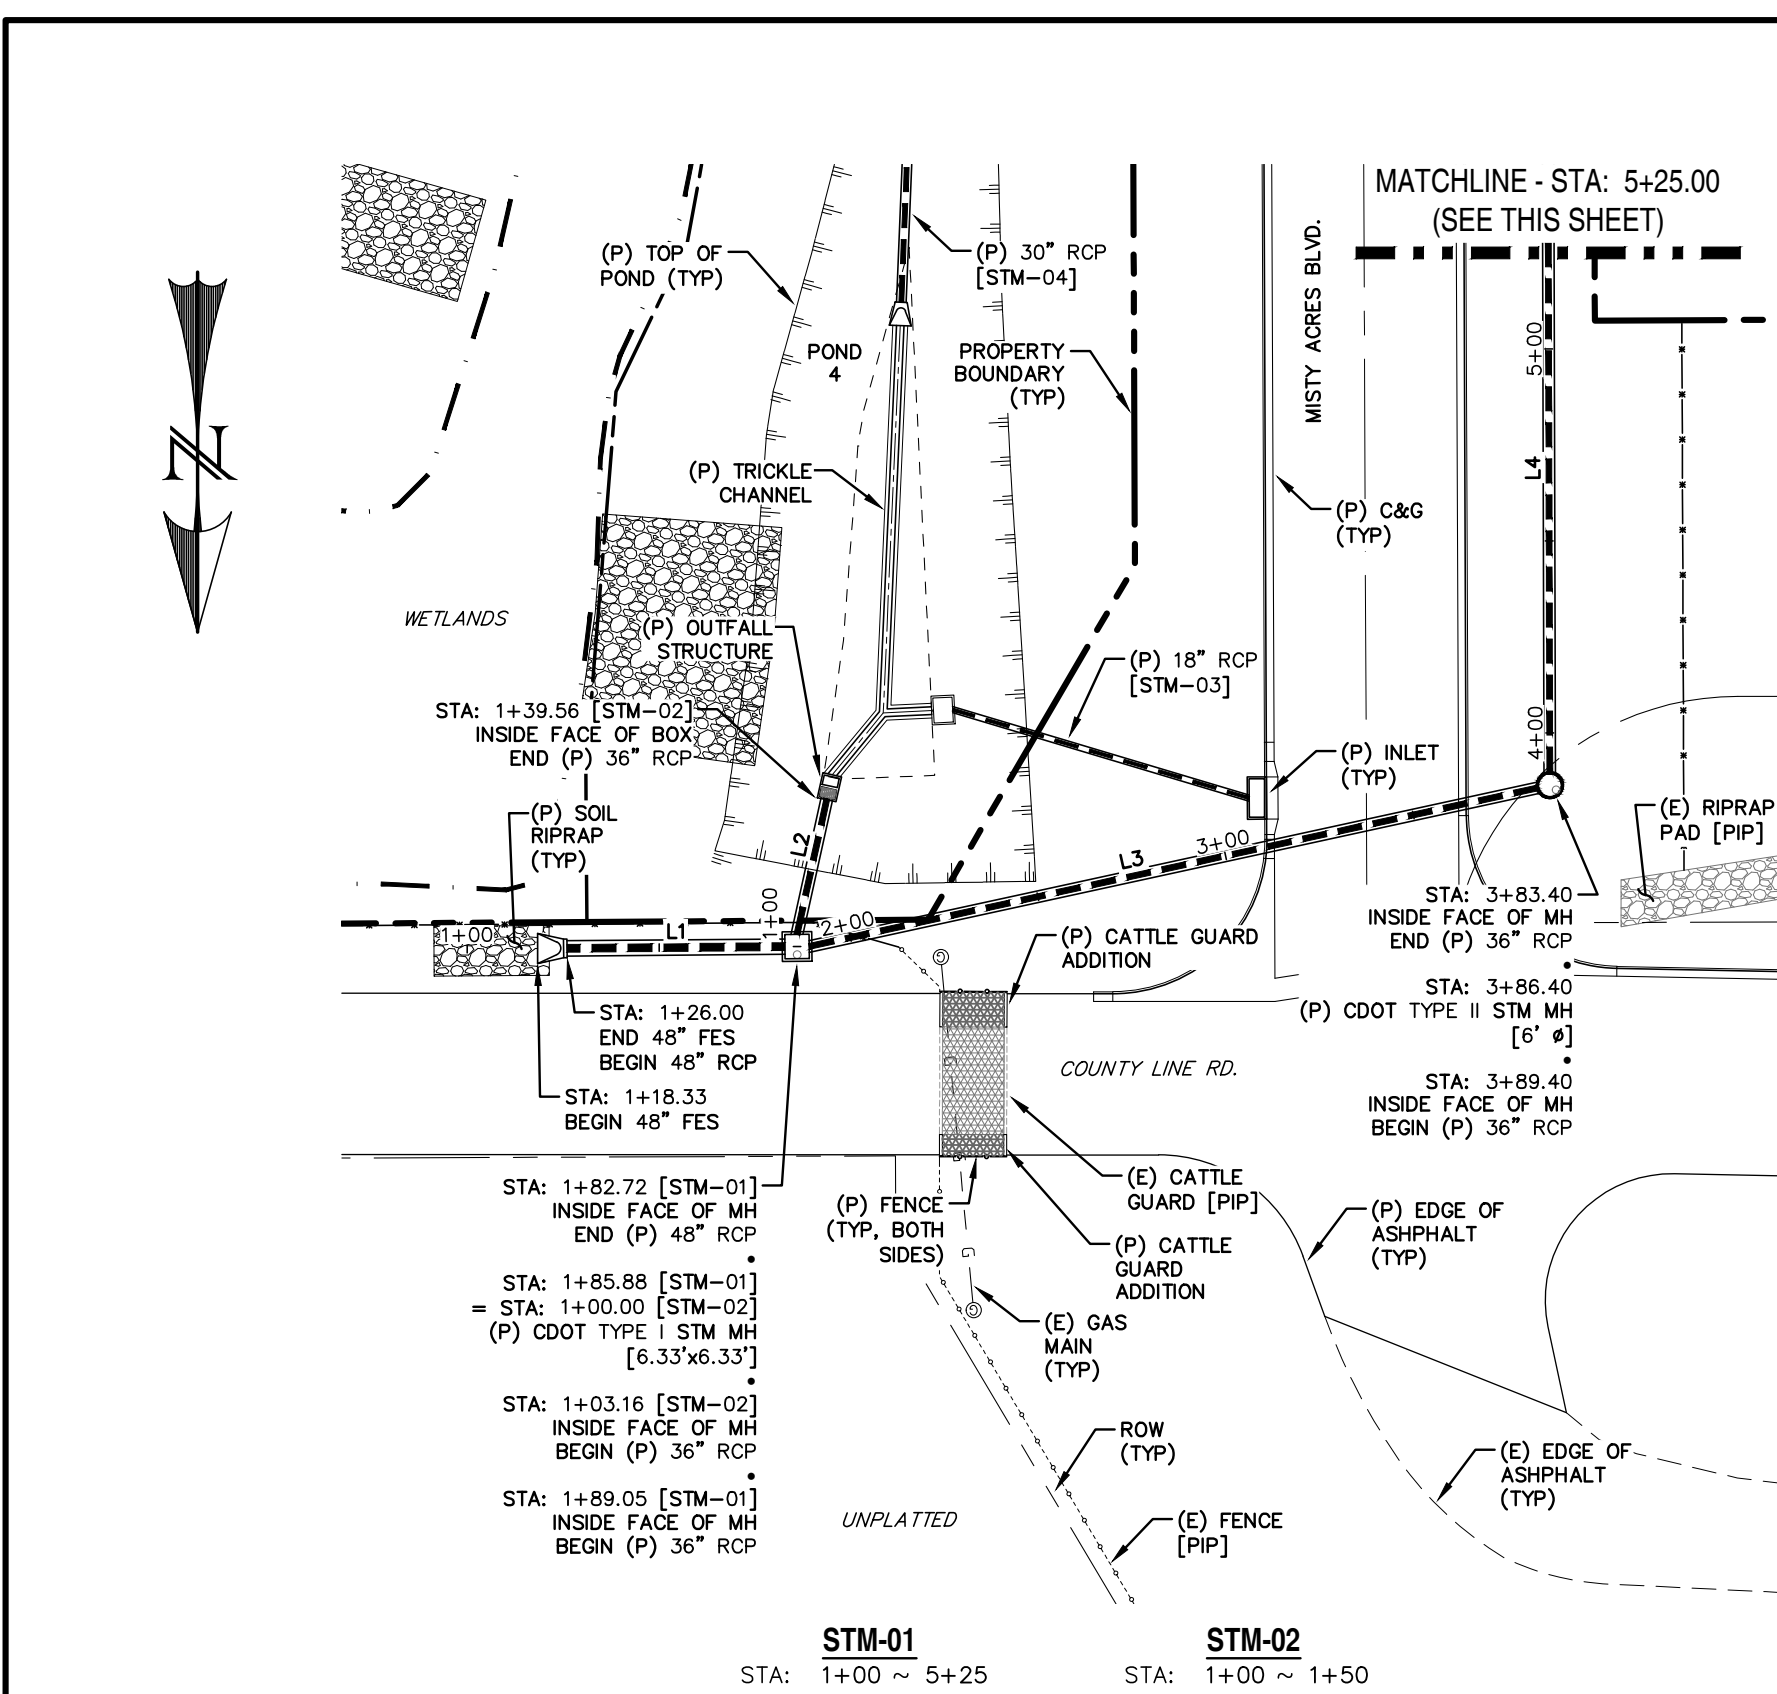 MATCHLINE - STA: 5+25.00
(SEE THIS SHEET)
(P) TOP OF
POND (TYP)
(P) 30" RCP
[STM-04]
MISTY ACRES BLVD.
POND
4
PROPERTY
BOUNDARY
(TYP)
5+00
L4
(P) TRICKLE
CHANNEL
(P) C&G
(TYP)
N
WETLANDS
(P) OUTFALL
STRUCTURE
(P) 18" RCP
[STM-03]
STA: 1+39.56 [STM-02]
INSIDE FACE OF BOX
END (P) 36" RCP
4+00
(P) INLET
(TYP)
(P) SOIL
RIPRAP
(TYP)
(E) RIPRAP
PAD [PIP]
L2
L3
3+00
1+00
2+00
1+00
L1
STA: 3+83.40
INSIDE FACE OF MH
END (P) 36" RCP
•
STA: 3+86.40
(P) CDOT TYPE II STM MH
[6' ø]
•
STA: 3+89.40
INSIDE FACE OF MH
BEGIN (P) 36" RCP
(P) CATTLE GUARD
ADDITION
G
STA: 1+26.00
END 48" FES
BEGIN 48" RCP
COUNTY LINE RD.
G
STA: 1+18.33
BEGIN 48" FES
G
STA: 1+82.72 [STM-01]
INSIDE FACE OF MH
END (P) 48" RCP
•
STA: 1+85.88 [STM-01]
= STA: 1+00.00 [STM-02]
(P) CDOT TYPE I STM MH
[6.33'x6.33']
•
STA: 1+03.16 [STM-02]
INSIDE FACE OF MH
BEGIN (P) 36" RCP
•
STA: 1+89.05 [STM-01]
INSIDE FACE OF MH
BEGIN (P) 36" RCP
(P) FENCE
(TYP, BOTH
SIDES)
(E) CATTLE
GUARD [PIP]
(P) EDGE OF
ASHPHALT
(TYP)
(P) CATTLE
GUARD
ADDITION
G
G
(E) GAS
MAIN
(TYP)
ROW
(TYP)
(E) EDGE OF
ASHPHALT
(TYP)
UNPLATTED
(E) FENCE
[PIP]
STM-01
STA: 1+00 ~ 5+25
STM-02
STA: 1+00 ~ 1+50